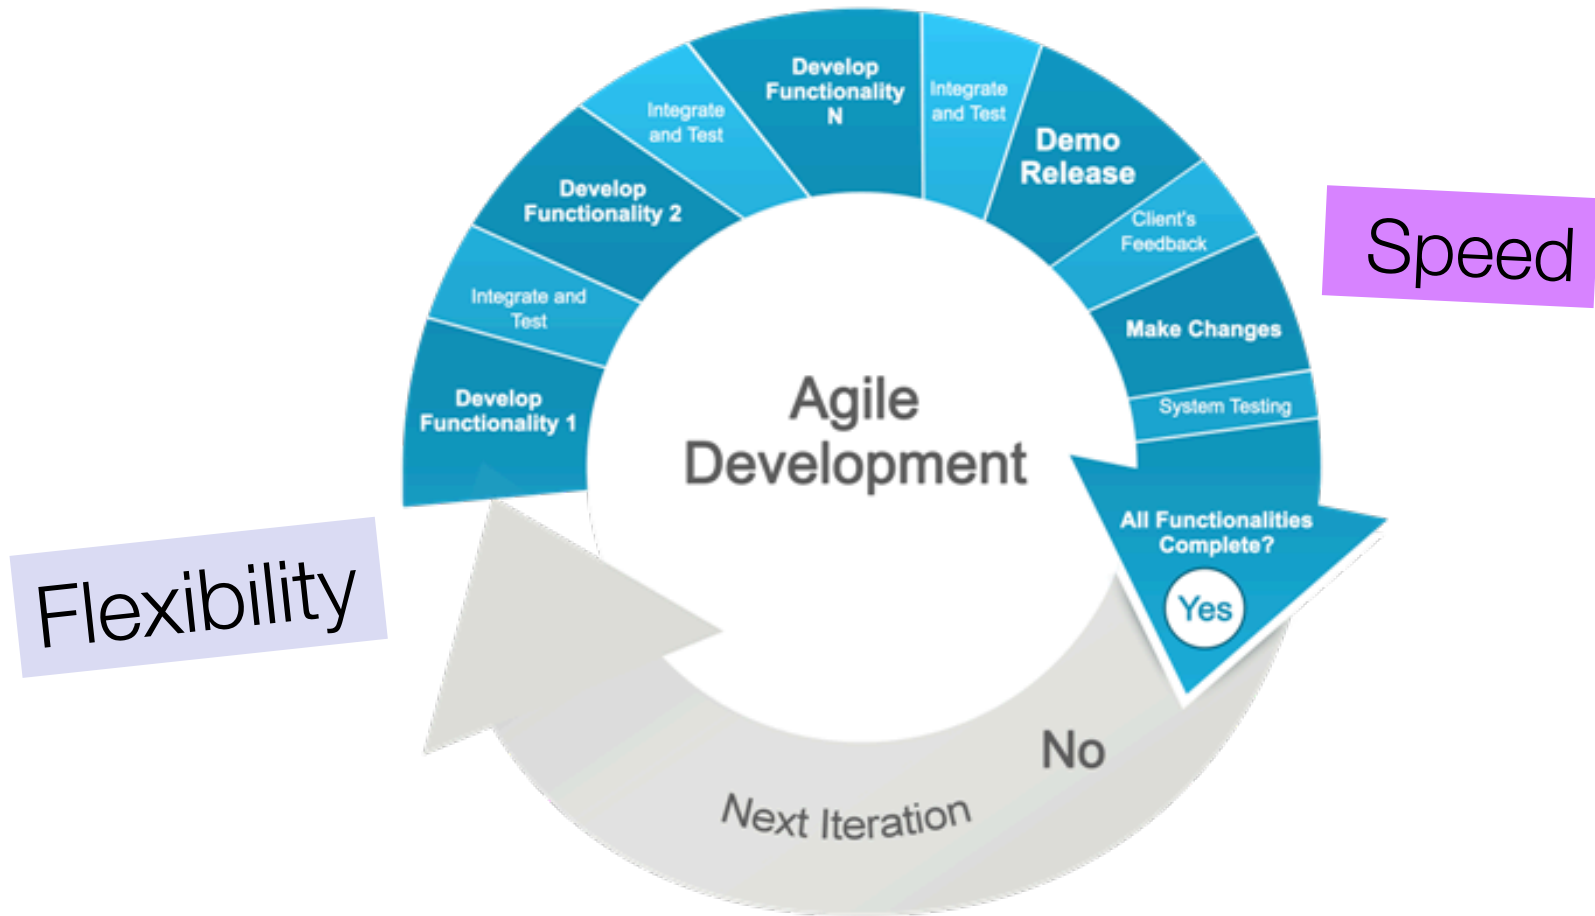 Develop
Functionality 1
Integrate and
Test
Develop
Functionality 2
Integrate
and Test
Develop
Functionality
N
Integrate
and Test
Demo
Release
Client's
Feedback
Make Changes
System Testing
All Functionalities
Complete?
Yes
No
Next Iteration
Agile
Development
Flexibility
Speed